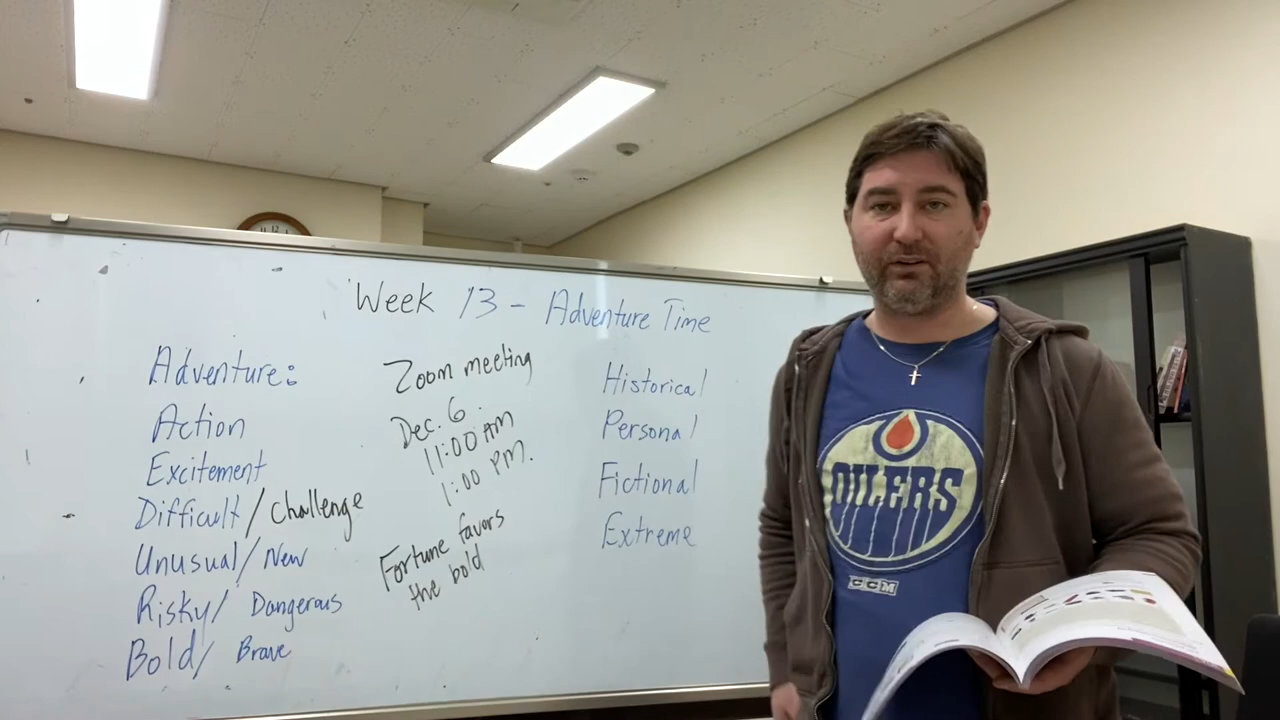 Week 13 - Adventure Time
Adventure:
Action
Excitement
Difficult/challenge
Unusual/New
Risky/ Dangerous
Bold/ Brave
Zoom meeting
Dec. 6
11:00 AM
1:00 PM.
Fortune favors
the bold
Historical
Personal
Fictional
Extreme
OILERS
CCM
12